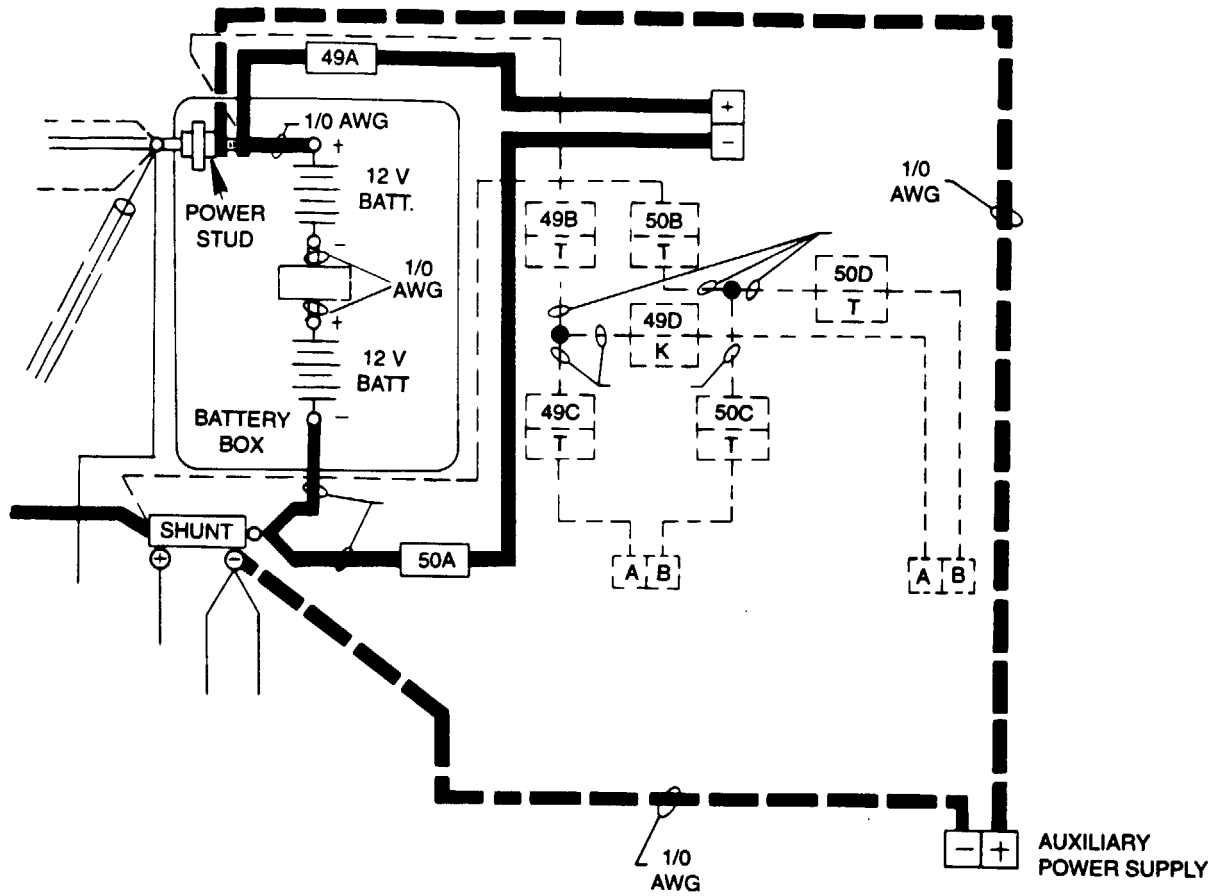 49A
1/0 AWG
+
+
-
12 V
BATT.
POWER
STUD
-
1/0
AWG
+
12 V
BATT
-
BATTERY
BOX
1/0
AWG
49B
T
50B
T
50D
T
49D
K
49C
T
50C
T
SHUNT
+
-
50A
A B
A B
1/0
AWG
- +
AUXILIARY
POWER SUPPLY